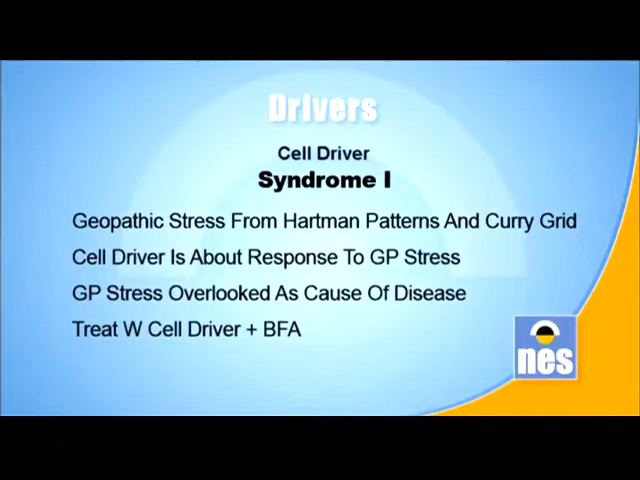 Drivers
Cell Driver
Syndrome I
Geopathic Stress From Hartman Patterns And Curry Grid
Cell Driver Is About Response To GP Stress
GP Stress Overlooked As Cause Of Disease
Treat W Cell Driver + BFA
nes